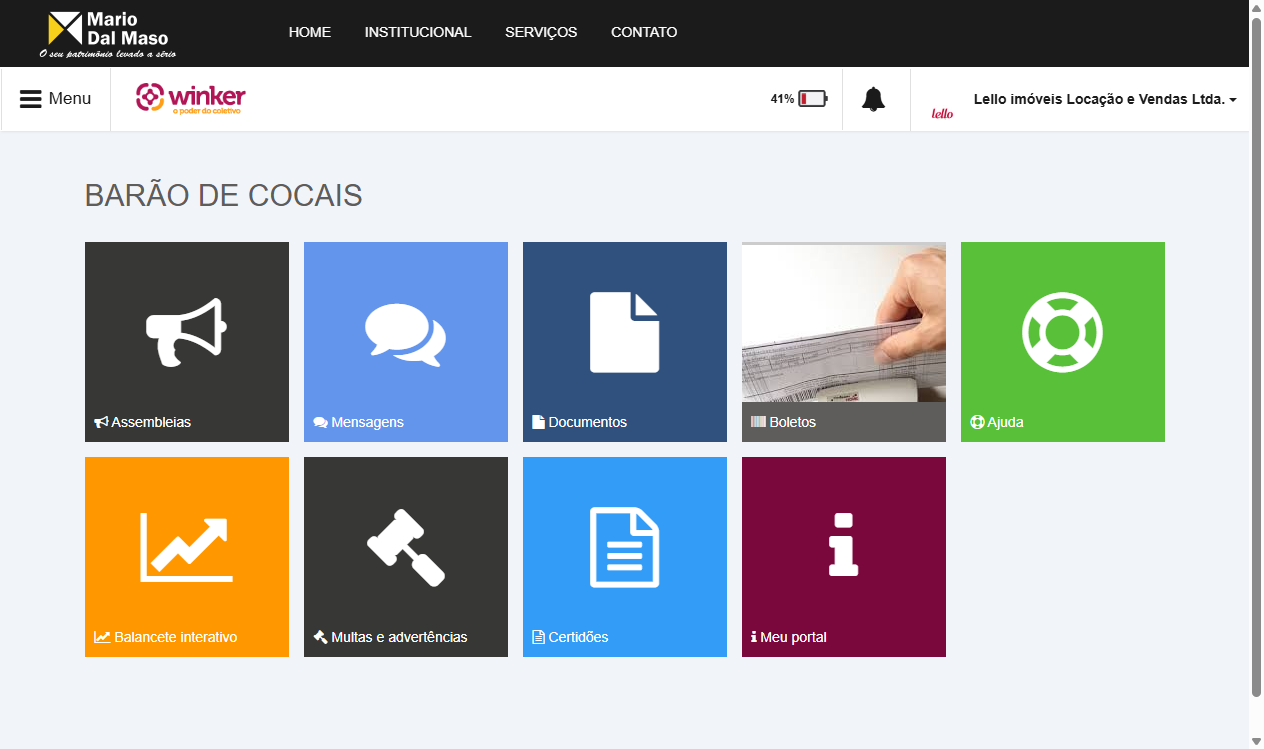 Mario
Dal Maso
O seu patrimônio levado a sério
HOME INSTITUCIONAL SERVIÇOS CONTATO
Menu
winker
o poder do coletivo
41%
lello
Lello imóveis Locação e Vendas Ltda.
BARÃO DE COCAIS
Assembleias
Mensagens
Documentos
Boletos
Ajuda
Balancete interativo
Multas e advertências
Certidões
Meu portal